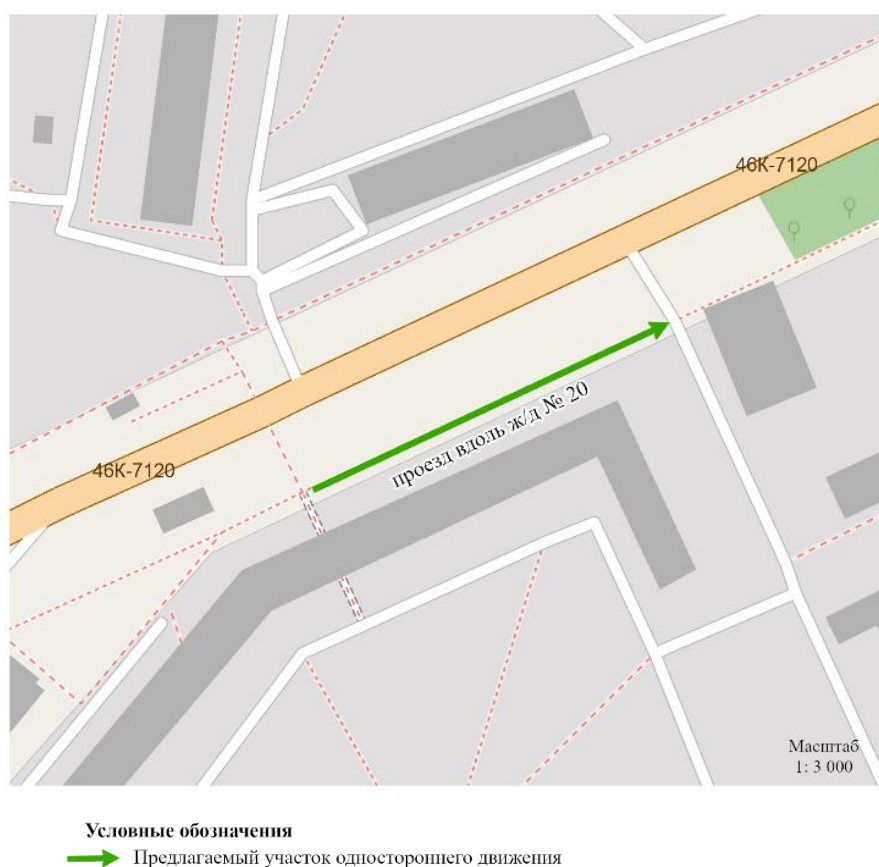 46К-7120
46К-7120
проезд вдоль ж/д № 20
Масштаб
1: 3 000
Условные обозначения
Предлагаемый участок одностороннего движения